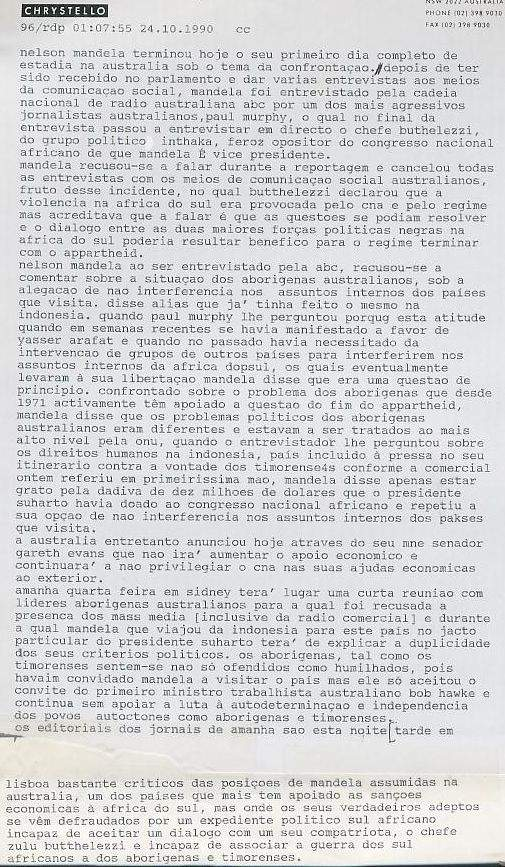 NSW 2022 AUSTRALIA
CHRYSTELLO
PHONE (02) 398 9030
FAX (02) 398 9030
96/rdp 01:07:55 24.10.1990 cc
nelson mandela terminou hoje o seu primeiro dia completo de
estadia na australia sob o tema da confrontaçao./depois de ter
sido recebido no parlamento e dar varias entrevistas aos meios
da comunicaçao social, mandela foi entrevistado pela cadeia
nacional de radio australiana abc por um dos mais agressivos
jornalistas australianos,paul murphy, o qual no final da
entrevista passou a entrevistar em directo o chefe buthelezzi,
do grupo politico inthaka, feroz opositor do congresso nacional
africano de que mandela É vice presidente.
mandela recusou-se a falar durante a reportagem e cancelou todas
as entrevistas com os meios de comunicaçao social australianos,
fruto desse incidente, no qual butthelezzi declarou que a
violencia na africa do sul era provocada pelo cna e pelo regime
mas acreditava que a falar é que as questoes se podiam resolver
e o dialogo entre as duas maiores forças politicas negras na
africa do sul poderia resultar benefico para o regime terminar
com o appartheid.
nelson mandela ao ser entrevistado pela abc, recusou-se a
comentar sobre a situaçao dos aborigenas australianos, sob a
alegacao de nao interferencia nos assuntos internos dos países
que visita. disse alias que ja' tinha feito o mesmo na
indonesia. quando paul murphy lhe perguntou porqug esta atitude
quando em semanas recentes se havia manifestado a favor de
yasser arafat e quando no passado havia necessitado da
intervencao de grupos de outros países para interferirem nos
assuntos internos da africa dopsul, os quais eventualmente
levaram à sua libertaçao mandela disse que era uma questao de
principio. confrontado sobre o problema dos aborigenas que desde
1971 activamente têm apoiado a questao do fim do appartheid,
mandela disse que os problemas politicos dos aborigenas
australianos eram diferentes e estavam a ser tratados ao mais
alto nivel pela onu, quando o entrevistador lhe perguntou sobre
os direitos humanos na indonesia, país incluido à pressa no seu
itinerario contra a vontade dos timorense4s conforme a comercial
ontem referiu em primeirissima mao, mandela disse apenas estar
grato pela dadiva de dez milhoes de dolares que o presidente
suharto havia doado ao congresso nacional africano e repetiu a
sua opçao de nao interferencia nos assuntos internos dos pakses
que visita.
a australia entretanto anunciou hoje atraves do seu mne senador
gareth evans que nao ira' aumentar o apoio economico e
continuara' a nao privilegiar o cna nas suas ajudas economicas
ao exterior.
amanha quarta feira em sidney tera' lugar uma curta reuniao com
lideres aborigenas australianos para a qual foi recusada a
presenca dos mass media [inclusive da radio comercial] e durante
a qual mandela que viajou da indonesia para este país no jacto
particular do presidente suharto tera' de explicar a duplicidade
dos seus criterios politicos. os aborigenas, tal como os
timorenses sentem-se nao só ofendidos como humilhados, pois
havaim convidado mandela a visitar o país mas ele só aceitou o
convite do primeiro ministro trabalhista australiano bob hawke e
continua sem apoiar a luta à autodeterminaçao e independencia
dos povos autoctones como aborigenas e timorenses.
os editoriais dos jornais de amanha sao esta noite[tarde em
lisboa bastante criticos das posiçoes de mandela assumidas na
australia, um dos paises que mais tem apoiado as sançoes
economicas à africa do sul, mas onde os seus verdadeiros adeptos
se vêm defraudados por um expediente politico sul africano
incapaz de aceitar um dialogo com um seu compatriota, o chefe
zulu butthelezzi e incapaz de associar a guerra dos sul
africanos a dos aborigenas e timorenses.